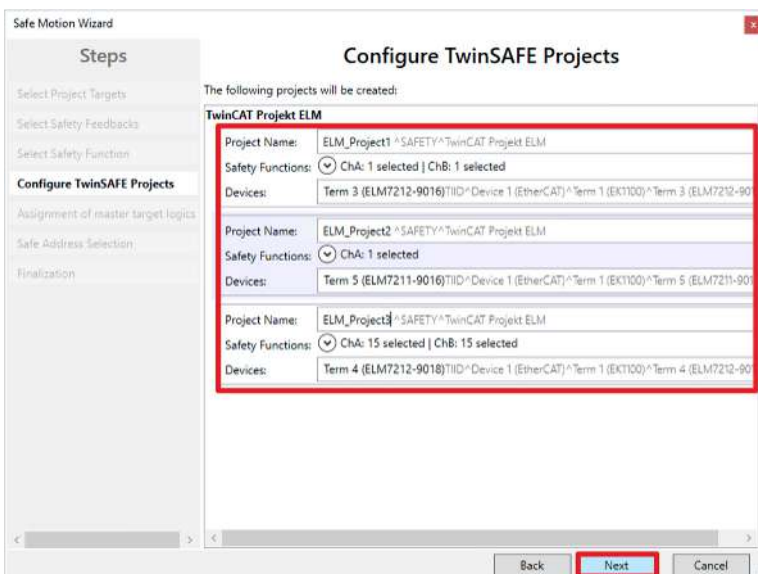 Safe Motion Wizard
x
Steps
Select Project Targets
Select Safety Feedbacks
Select Safety Function
Configure TwinSAFE Projects
Assignment of master target logics
Safe Address Selection
Finalization
Configure TwinSAFE Projects
The following projects will be created:
TwinCAT Projekt ELM
Project Name: ELM_Project1 ^SAFETY^TwinCAT Projekt ELM
Safety Functions: ChA: 1 selected | ChB: 1 selected
Devices: Term 3 (ELM7212-9016)TIID^Device 1 (EtherCAT)^Term 1 (EK1100)^Term 3 (ELM7212-901
Project Name: ELM_Project2 ^SAFETY^TwinCAT Projekt ELM
Safety Functions: ChA: 1 selected
Devices: Term 5 (ELM7211-9016)TIID^Device 1 (EtherCAT)^Term 1 (EK1100)^Term 5 (ELM7211-901
Project Name: ELM_Project3 ^SAFETY^TwinCAT Projekt ELM
Safety Functions: ChA: 15 selected | ChB: 15 selected
Devices: Term 4 (ELM7212-9018)TIID^Device 1 (EtherCAT)^Term 1 (EK1100)^Term 4 (ELM7212-90
Back Next Cancel